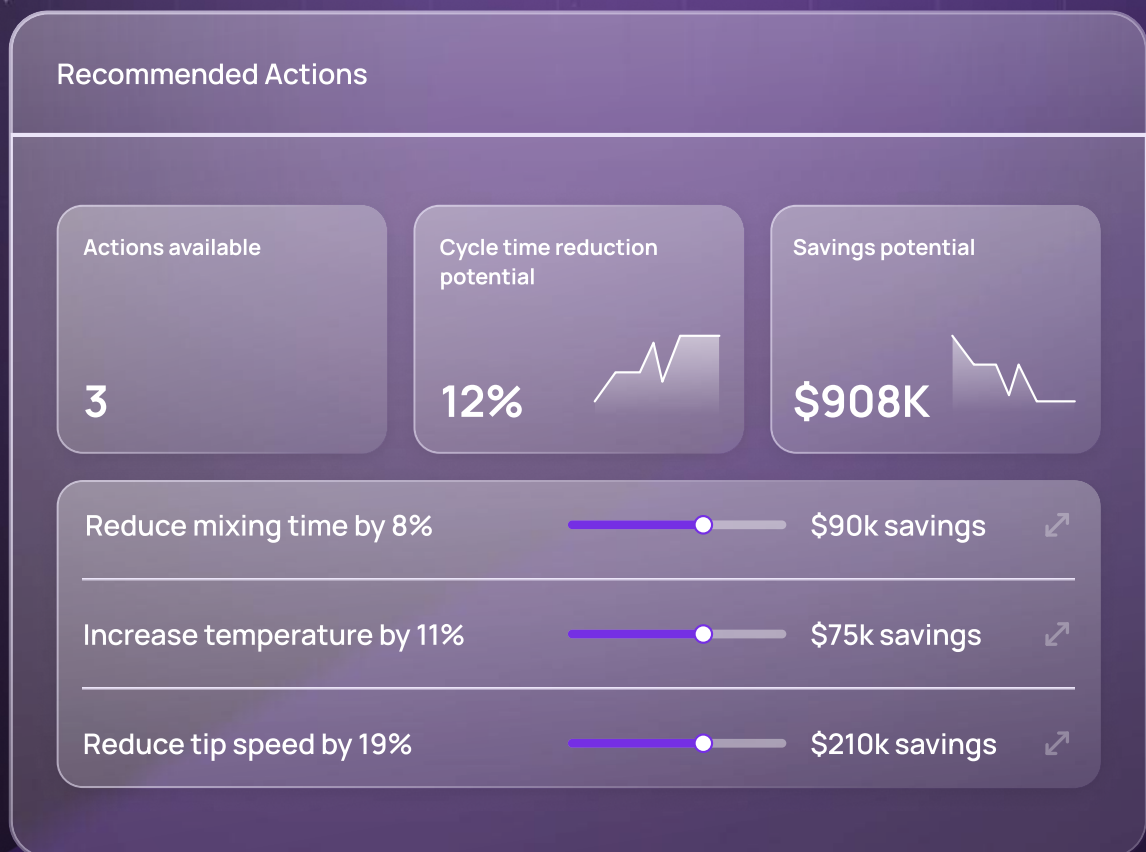 Recommended Actions
Actions available
3
Cycle time reduction
potential
12%
Savings potential
$908K
Reduce mixing time by 8%
$90k savings
Increase temperature by 11%
$75k savings
Reduce tip speed by 19%
$210k savings